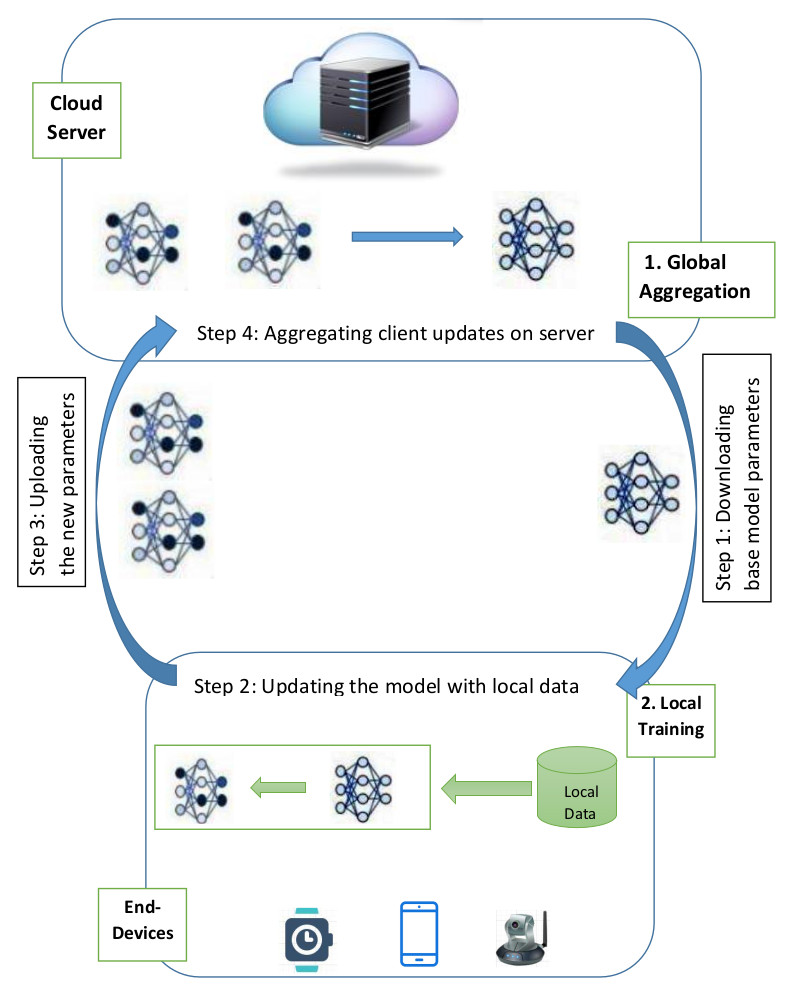 Cloud
Server
1. Global
Aggregation
Step 4: Aggregating client updates on server
Step 3: Uploading
the new parameters
Step 1: Downloading
base model parameters
Step 2: Updating the model with local data
2. Local
Training
Local
Data
End-
Devices